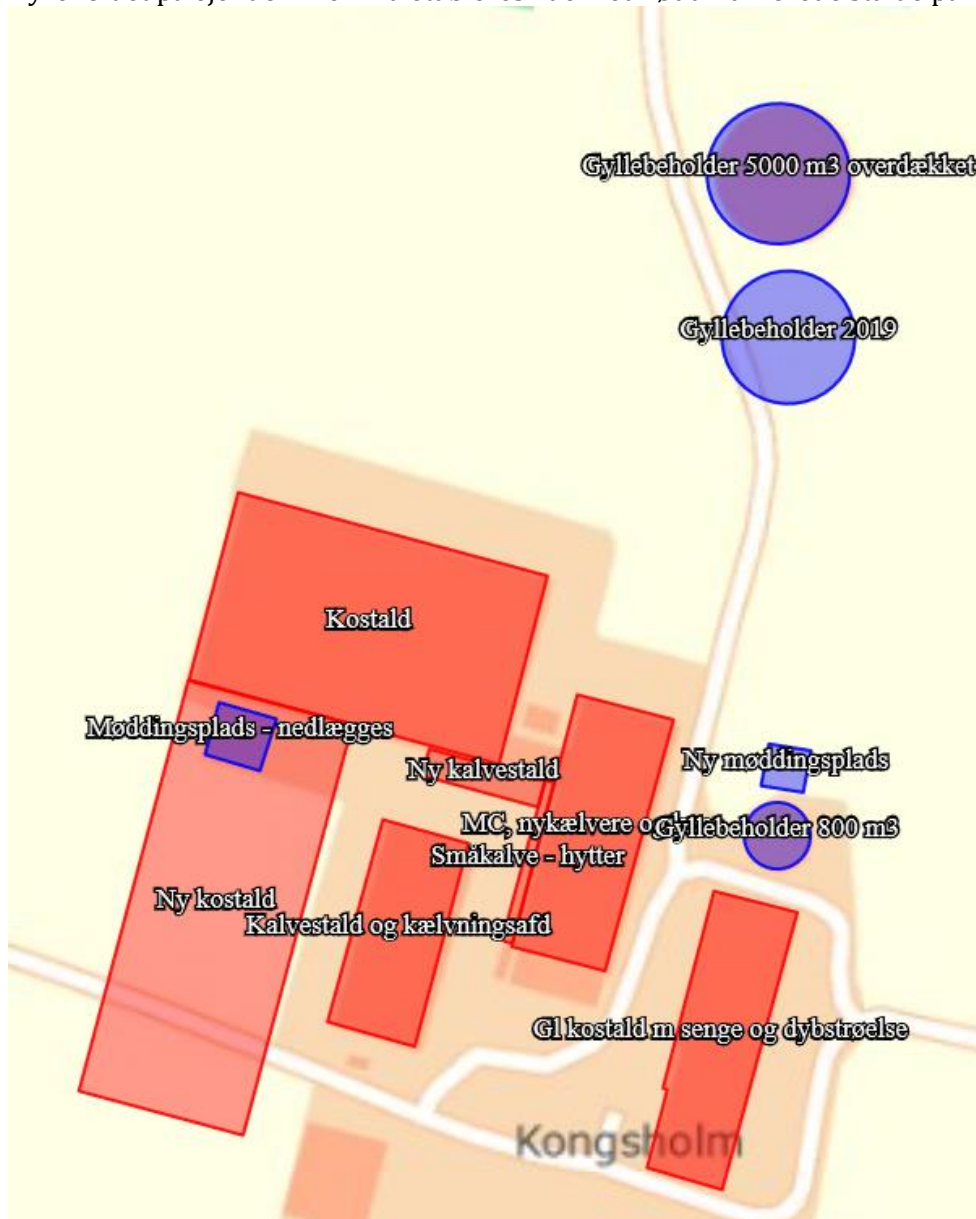 Gyllebeholder 5000 m3 overdækket
Gyllebeholder 2019
Kostald
Møddingsplads - nedlægges
Ny kalvestald
Ny møddingsplads
MC, nykælvere o
Gyllebeholder 800 m3
Småkalve - hytter
Ny kostald
Kalvestald og kælvningsafd
Gl kostald m senge og dybstrøelse
Kongsholm